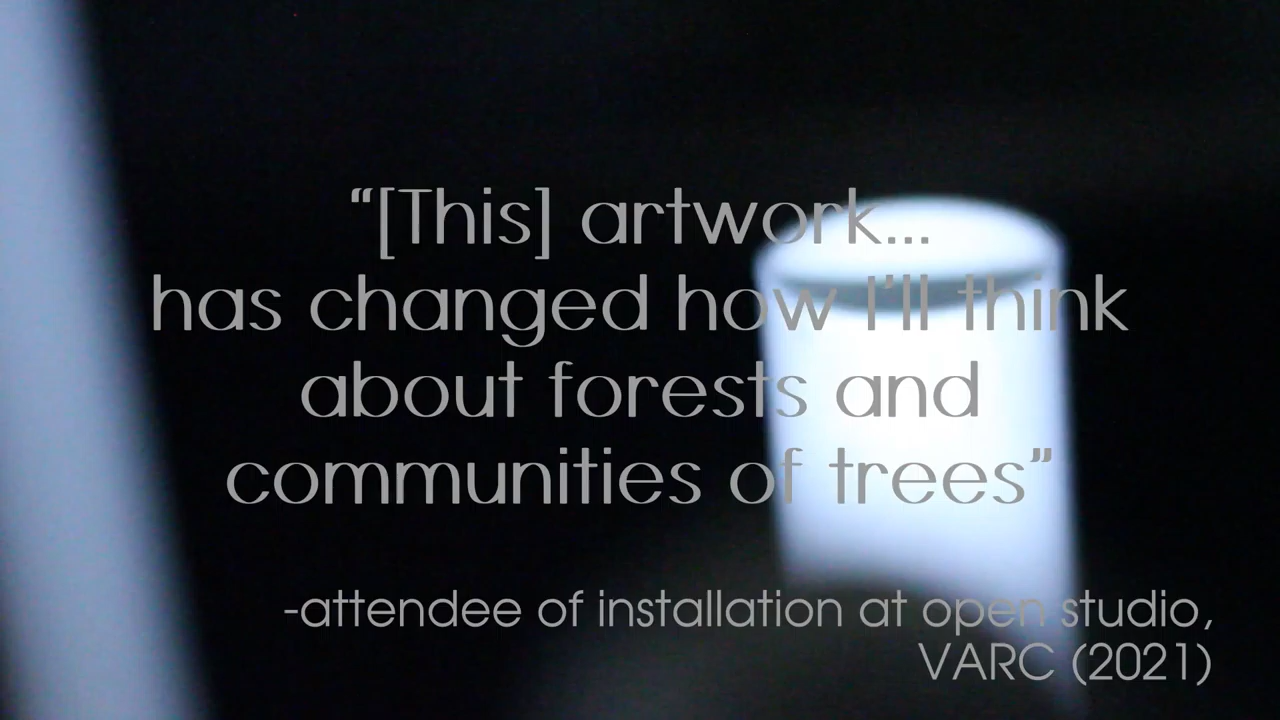 “[This] artwork...
has changed how I’ll think
about forests and
communities of trees”
-attendee of installation at open studio,
VARC (2021)